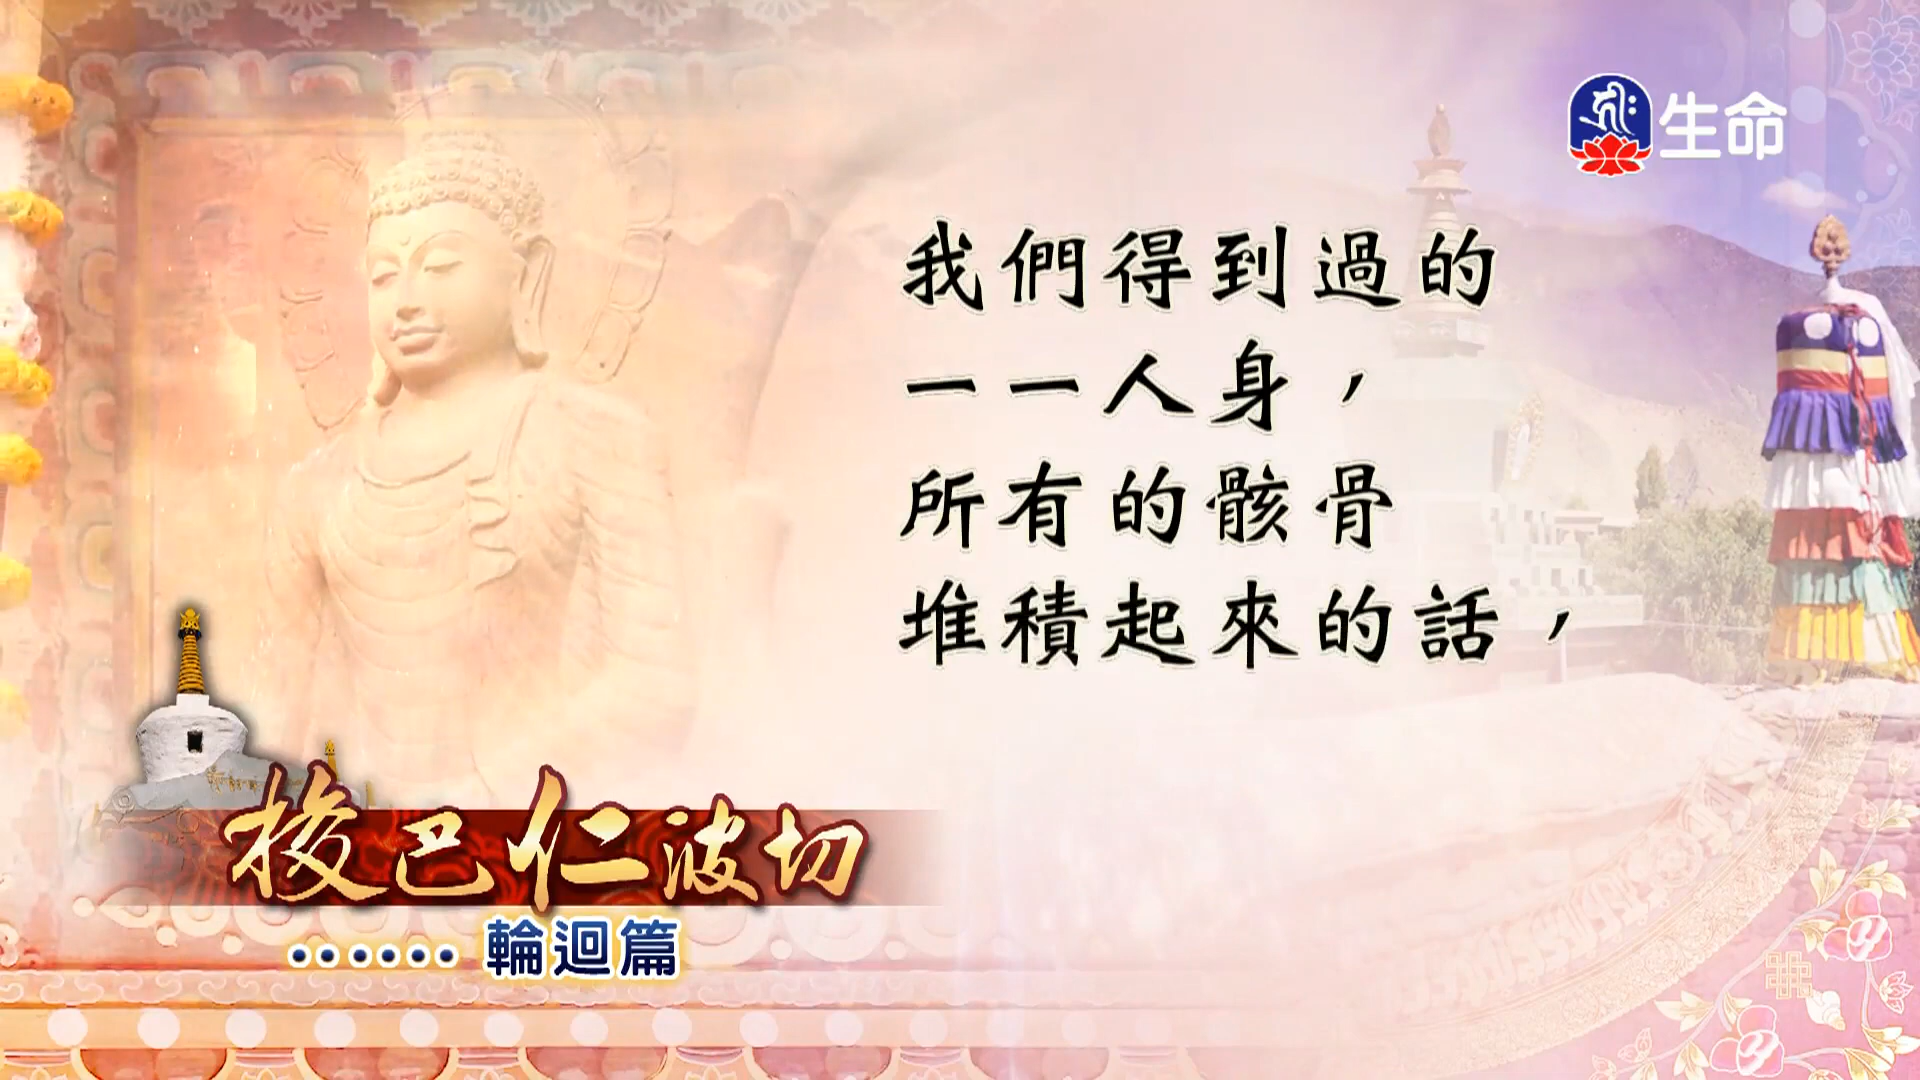 生命
我們得到過的
一一人身，
所有的骸骨
堆積起來的話，
梭巴仁波切
······輪迴篇